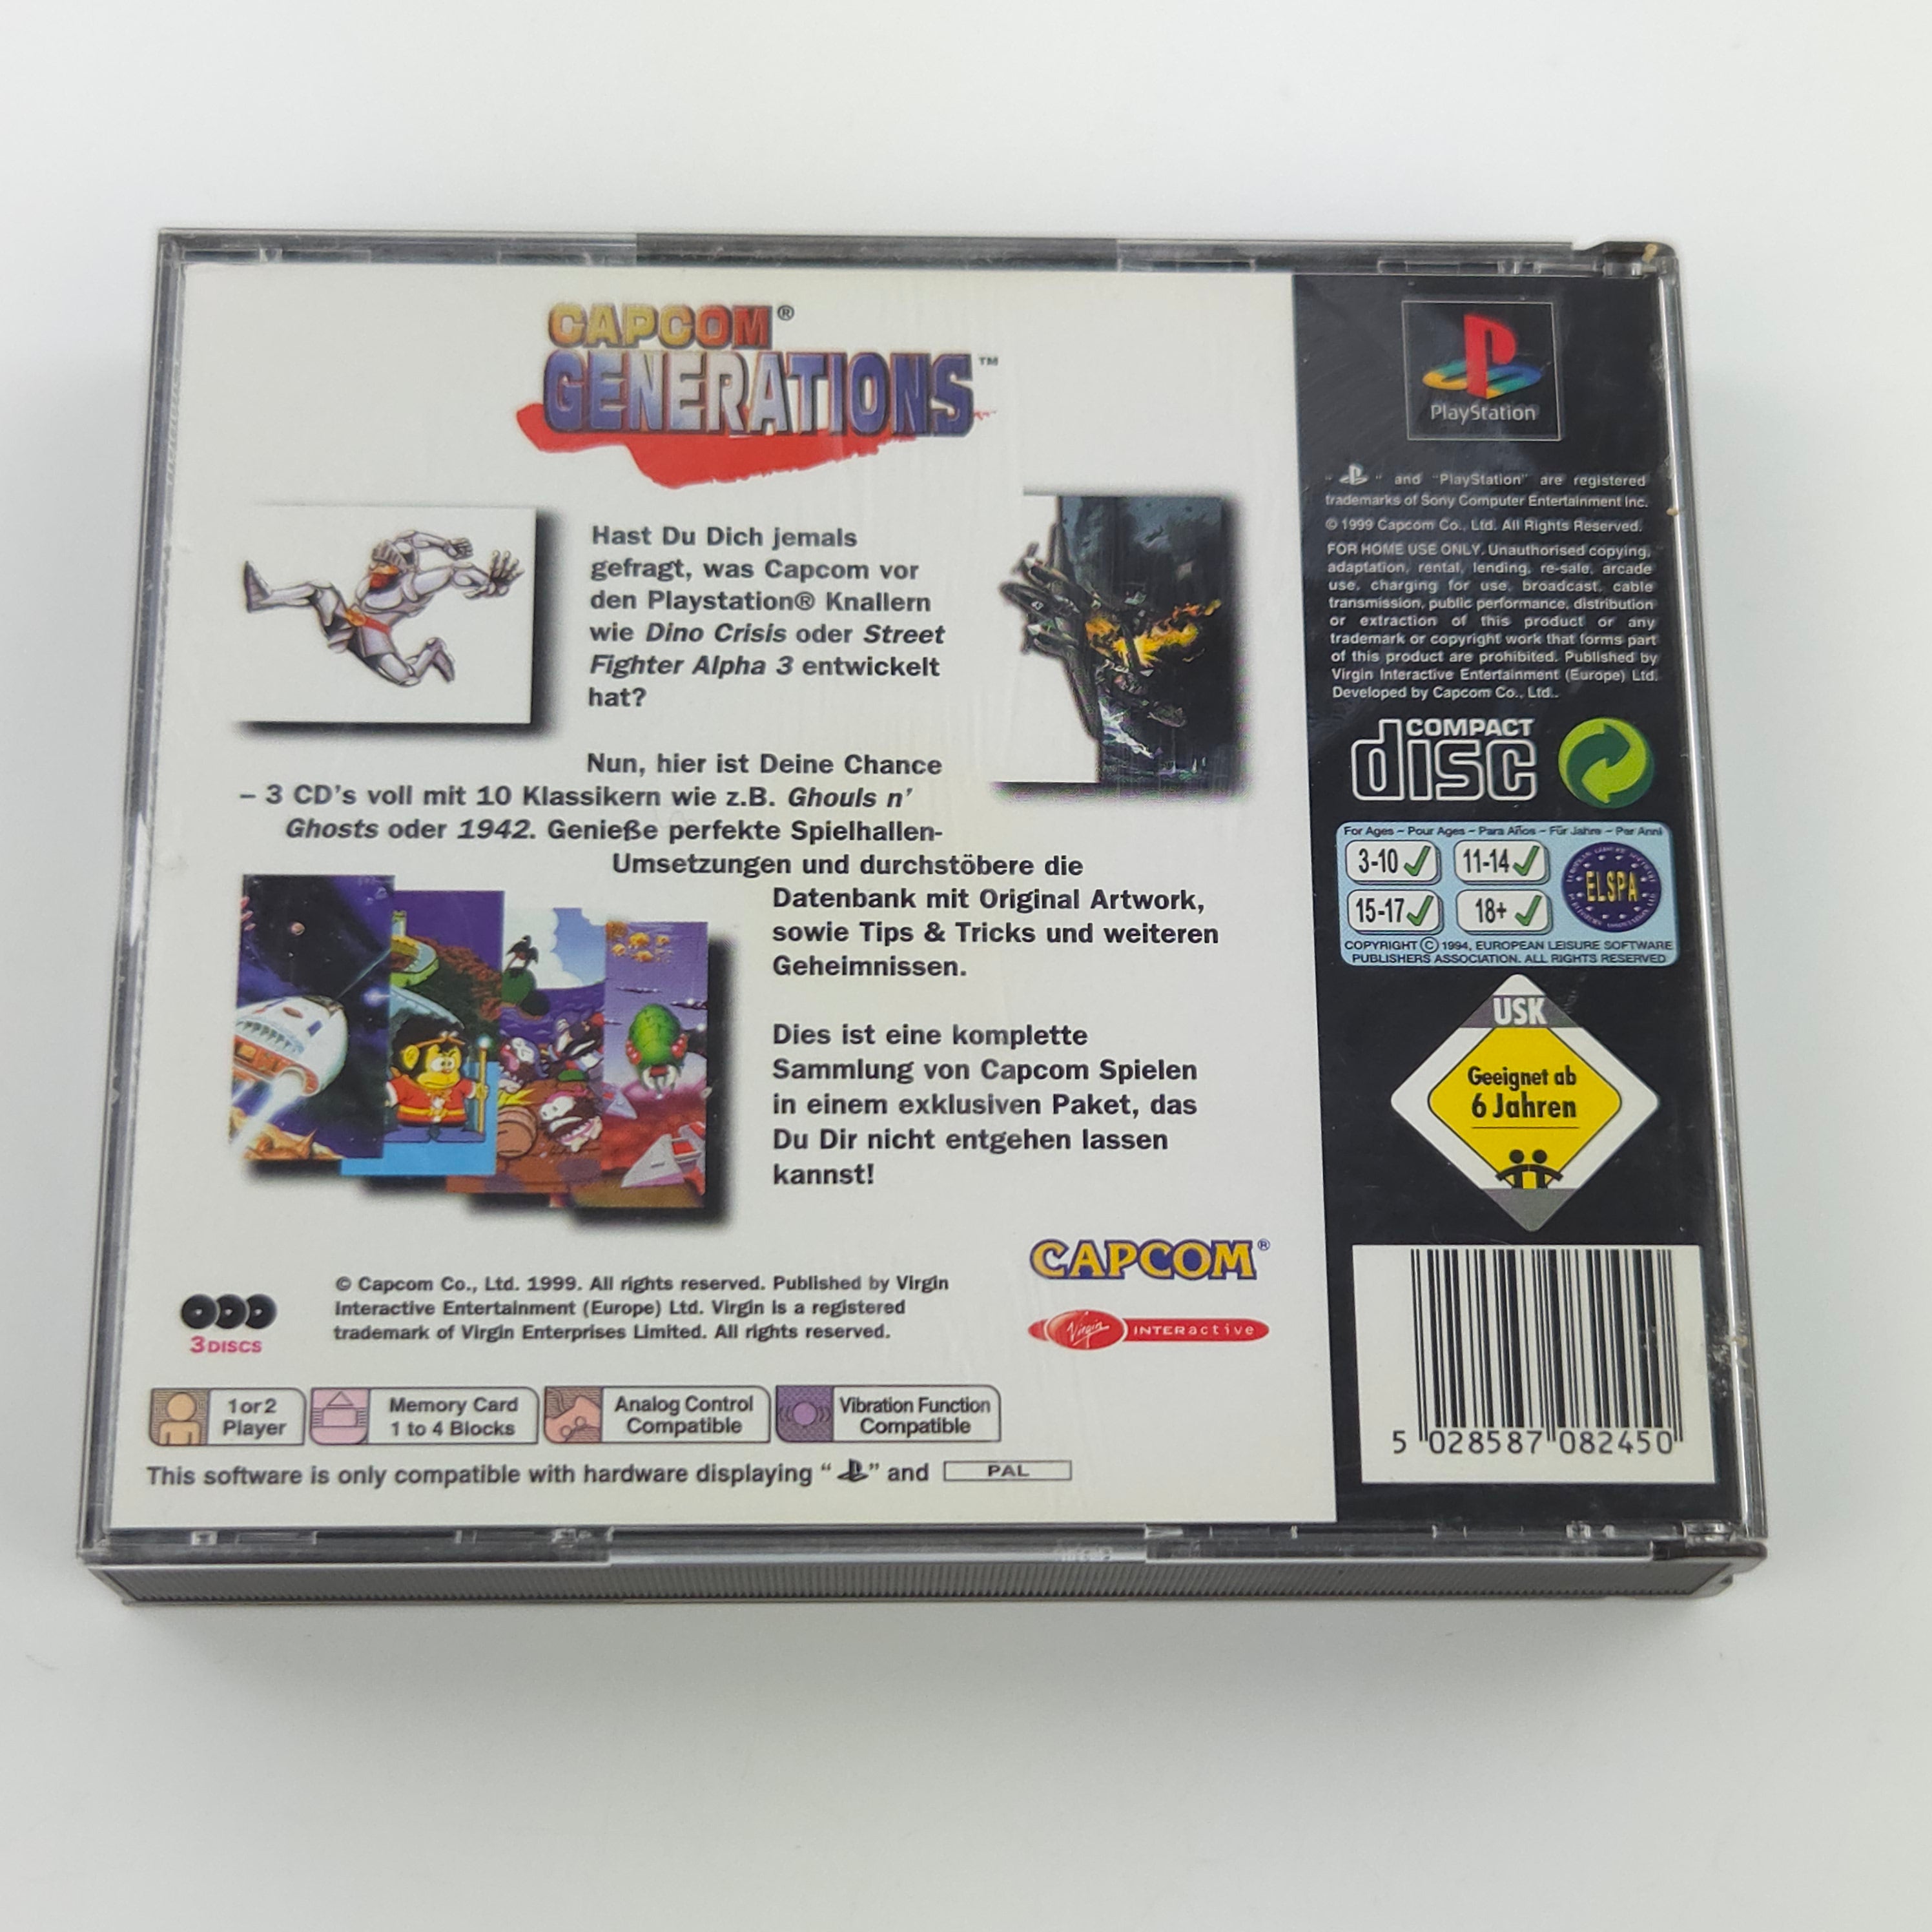 CAPCOM®
GENERATIONS™
Hast Du Dich jemals
gefragt, was Capcom vor
den Playstation® Knallern
wie Dino Crisis oder Street
Fighter Alpha 3 entwickelt
hat?
Nun, hier ist Deine Chance
– 3 CD's voll mit 10 Klassikern wie z.B. Ghouls n'
Ghosts oder 1942. Genieße perfekte Spielhallen-
Umsetzungen und durchstöbere die
Datenbank mit Original Artwork,
sowie Tips & Tricks und weiteren
Geheimnissen.
Dies ist eine komplette
Sammlung von Capcom Spielen
in einem exklusiven Paket, das
Du Dir nicht entgehen lassen
kannst!
CAPCOM®
Virgin INTERactive
3 DISCS
© Capcom Co., Ltd. 1999. All rights reserved. Published by Virgin
Interactive Entertainment (Europe) Ltd. Virgin is a registered
trademark of Virgin Enterprises Limited. All rights reserved.
1 or 2
Player
Memory Card
1 to 4 Blocks
Analog Control
Compatible
Vibration Function
Compatible
This software is only compatible with hardware displaying “ ” and PAL
PlayStation
“ ” and “PlayStation” are registered
trademarks of Sony Computer Entertainment Inc.
© 1999 Capcom Co., Ltd. All Rights Reserved.
FOR HOME USE ONLY. Unauthorised copying,
adaptation, rental, lending, re-sale, arcade
use, charging for use, broadcast, cable
transmission, public performance, distribution
or extraction of this product or any
trademark or copyright work that forms part
of this product are prohibited. Published by
Virgin Interactive Entertainment (Europe) Ltd.
Developed by Capcom Co., Ltd..
COMPACT
disc
For Ages – Pour Ages – Para Años – Für Jahre – Per Anni
3-10 11-14
15-17 18+
ELSPA
COPYRIGHT © 1994, EUROPEAN LEISURE SOFTWARE
PUBLISHERS ASSOCIATION. ALL RIGHTS RESERVED
USK
Geeignet ab
6 Jahren
5 028587 082450